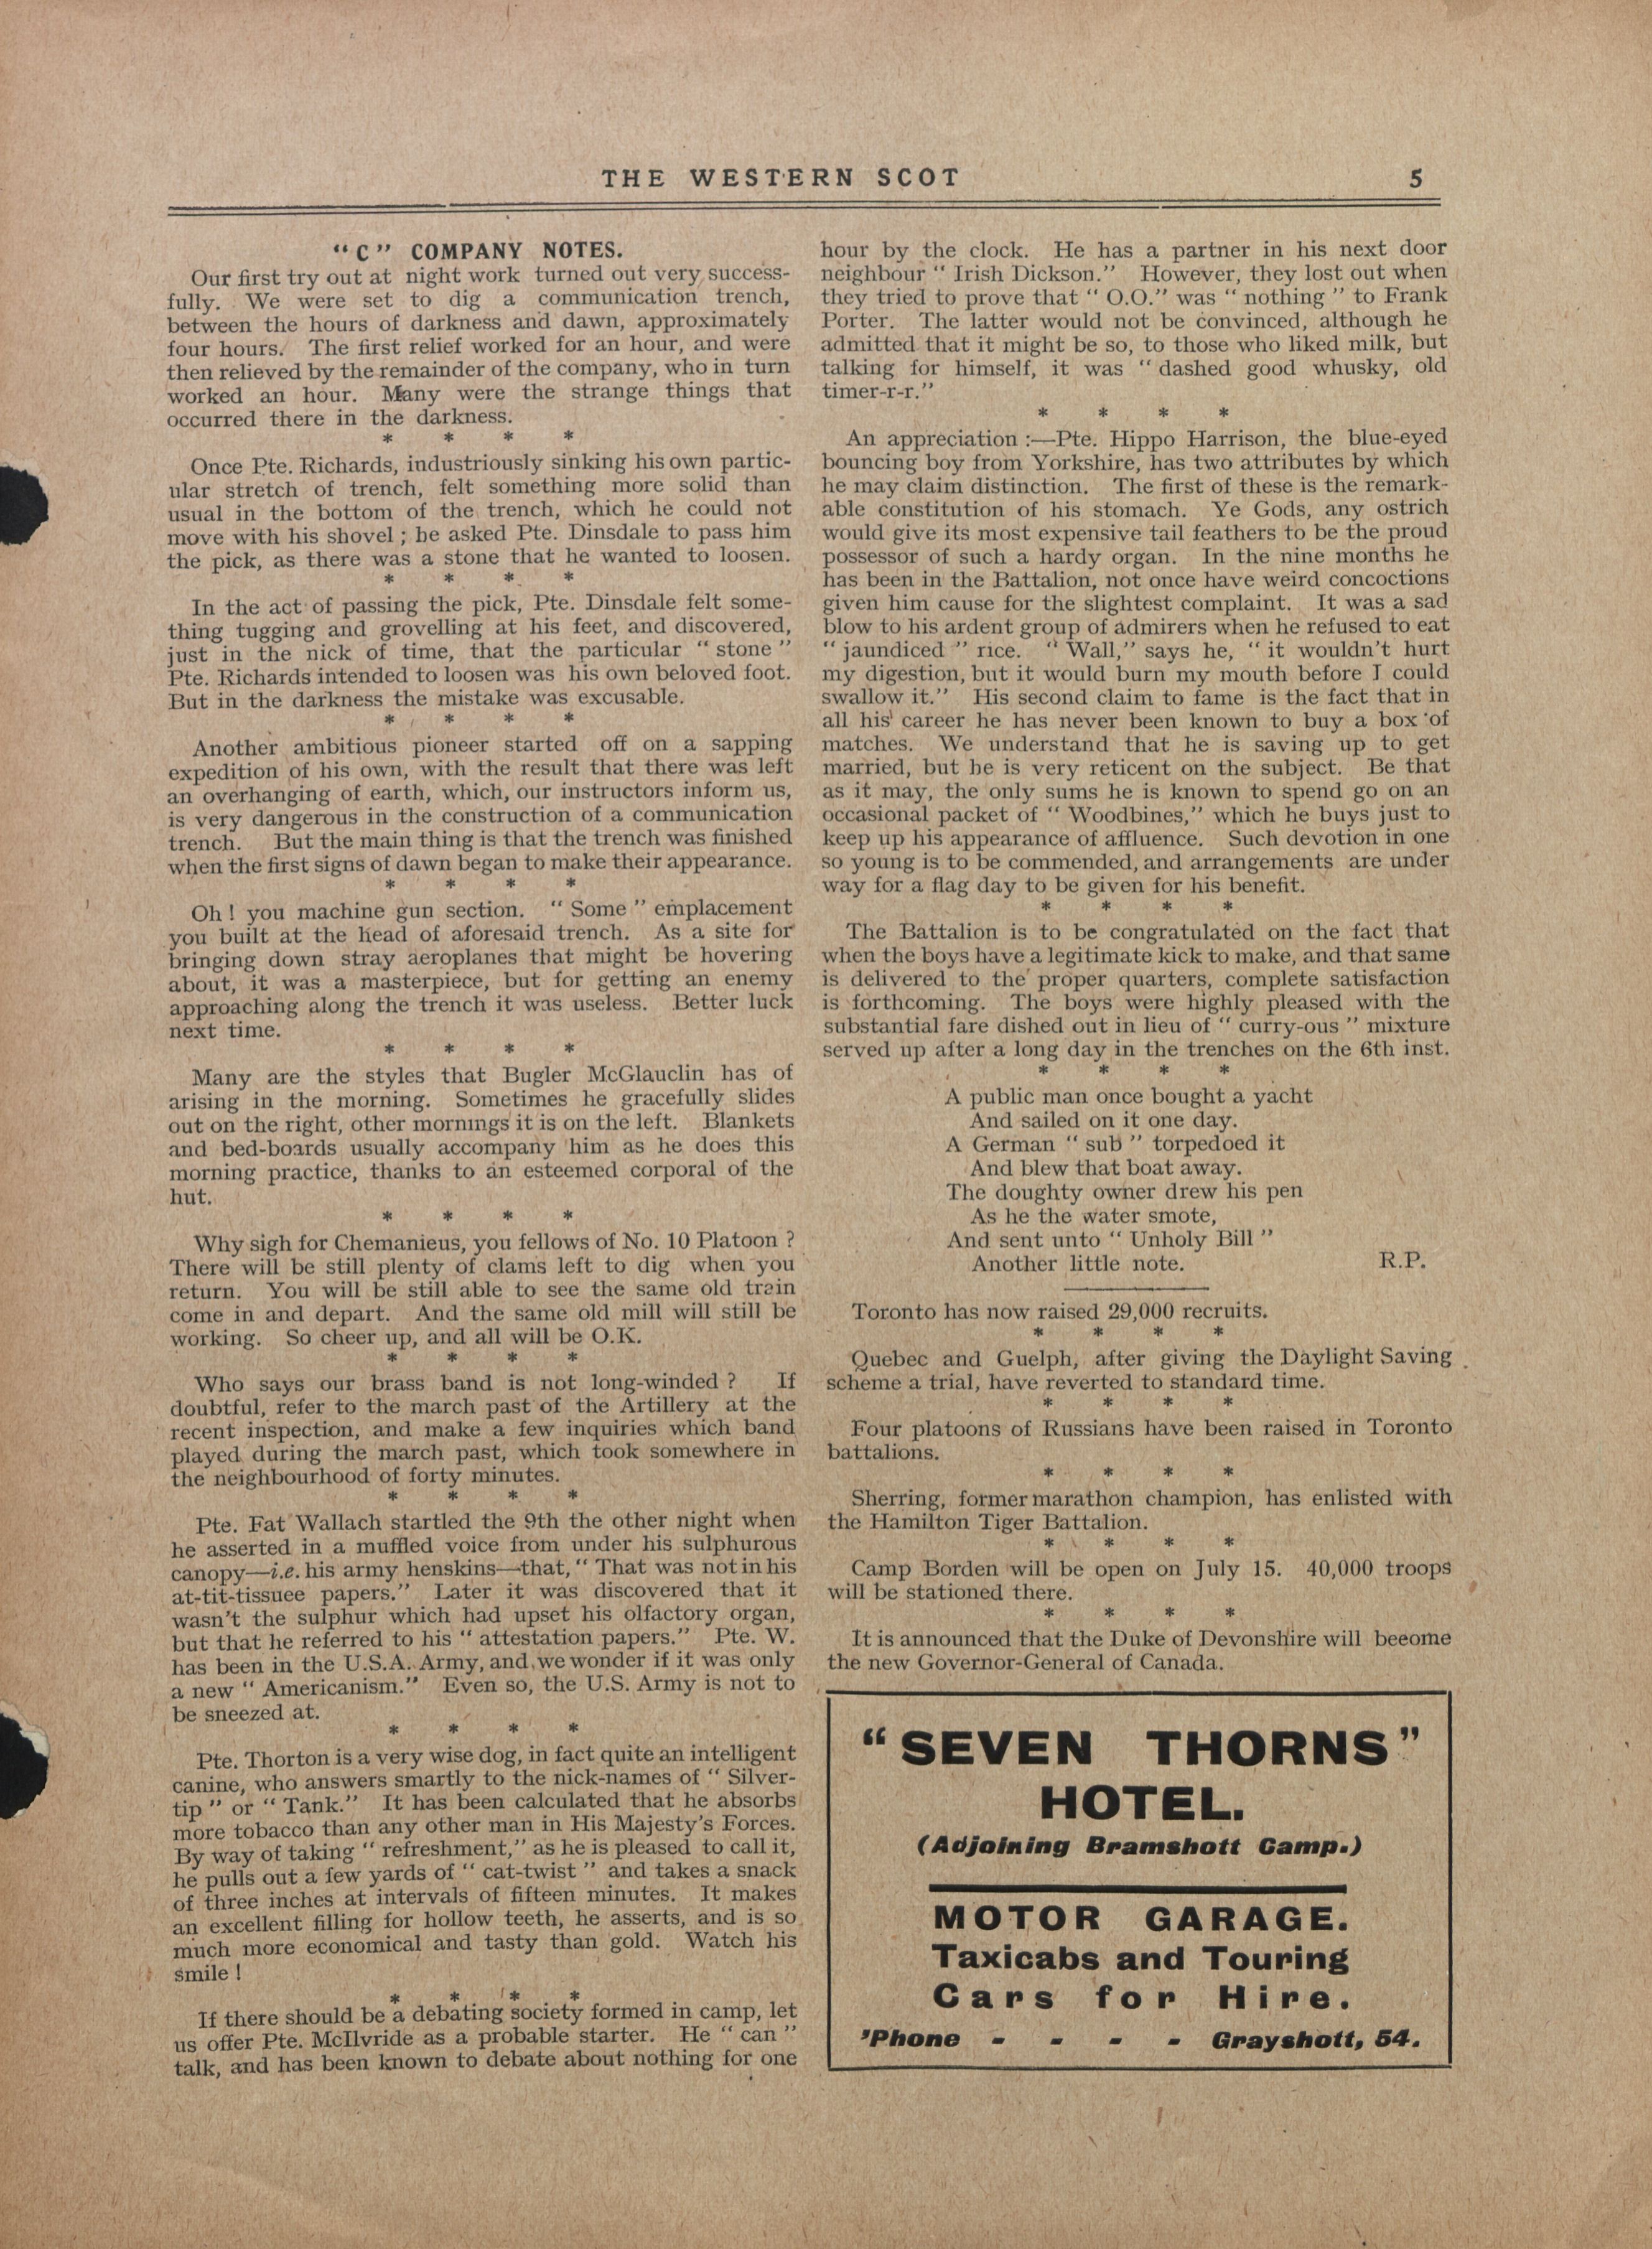 THE WESTERN SCOT 5
“C” COMPANY NOTES.
Our first try out at night work turned out very success-
fully. We were set to dig a communication trench,
between the hours of darkness and dawn, approximately
four hours. The first relief worked for an hour, and were
then relieved by the remainder of the company, who in turn
worked an hour. Many were the strange things that
occurred there in the darkness.
* * * *
Once Pte. Richards, industriously sinking his own partic-
ular stretch of trench, felt something more solid than
usual in the bottom of the trench, which he could not
move with his shovel ; he asked Pte. Dinsdale to pass him
the pick, as there was a stone that he wanted to loosen.
* * * *
In the act of passing the pick, Pte. Dinsdale felt some-
thing tugging and grovelling at his feet, and discovered,
just in the nick of time, that the particular “ stone ”
Pte. Richards intended to loosen was his own beloved foot.
But in the darkness the mistake was excusable.
* * * *
Another ambitious pioneer started off on a sapping
expedition of his own, with the result that there was left
an overhanging of earth, which, our instructors inform us,
is very dangerous in the construction of a communication
trench. But the main thing is that the trench was finished
when the first signs of dawn began to make their appearance.
* * * *
Oh ! you machine gun section. “ Some ” emplacement
you built at the head of aforesaid trench. As a site for
bringing down stray aeroplanes that might be hovering
about, it was a masterpiece, but for getting an enemy
approaching along the trench it was useless. Better luck
next time.
* * * *
Many are the styles that Bugler McGlauclin has of
arising in the morning. Sometimes he gracefully slides
out on the right, other mornings it is on the left. Blankets
and bed-boards usually accompany him as he does this
morning practice, thanks to an esteemed corporal of the
hut.
* * * *
Why sigh for Chemanieus, you fellows of No. 10 Platoon ?
There will be still plenty of clams left to dig when you
return. You will be still able to see the same old train
come in and depart. And the same old mill will still be
working. So cheer up, and all will be O.K.
* * * *
Who says our brass band is not long-winded ? If
doubtful, refer to the march past of the Artillery at the
recent inspection, and make a few inquiries which band
played during the march past, which took somewhere in
the neighbourhood of forty minutes.
* * * *
Pte. Fat Wallach startled the 9th the other night when
he asserted in a muffled voice from under his sulphurous
canopy—i.e. his army henskins—that, “ That was not in his
at-tit-tissuee papers.” Later it was discovered that it
wasn’t the sulphur which had upset his olfactory organ,
but that he referred to his “ attestation papers.” Pte. W.
has been in the U.S.A. Army, and we wonder if it was only
a new “ Americanism.” Even so, the U.S. Army is not to
be sneezed at.
* * * *
Pte. Thorton is a very wise dog, in fact quite an intelligent
canine, who answers smartly to the nick-names of “ Silver-
tip ” or “ Tank.” It has been calculated that he absorbs
more tobacco than any other man in His Majesty’s Forces.
By way of taking “ refreshment,” as he is pleased to call it,
he pulls out a few yards of “ cat-twist ” and takes a snack
of three inches at intervals of fifteen minutes. It makes
an excellent filling for hollow teeth, he asserts, and is so
much more economical and tasty than gold. Watch his
smile !
* * * *
If there should be a debating society formed in camp, let
us offer Pte. McIlvride as a probable starter. He “ can ”
talk, and has been known to debate about nothing for one
hour by the clock. He has a partner in his next door
neighbour “ Irish Dickson.” However, they lost out when
they tried to prove that “ O.O.” was “ nothing ” to Frank
Porter. The latter would not be convinced, although he
admitted that it might be so, to those who liked milk, but
talking for himself, it was “ dashed good whusky, old
timer-r-r.”
* * * *
An appreciation :—Pte. Hippo Harrison, the blue-eyed
bouncing boy from Yorkshire, has two attributes by which
he may claim distinction. The first of these is the remark-
able constitution of his stomach. Ye Gods, any ostrich
would give its most expensive tail feathers to be the proud
possessor of such a hardy organ. In the nine months he
has been in the Battalion, not once have weird concoctions
given him cause for the slightest complaint. It was a sad
blow to his ardent group of admirers when he refused to eat
“ jaundiced ” rice. “ Wall,” says he, “ it wouldn’t hurt
my digestion, but it would burn my mouth before I could
swallow it.” His second claim to fame is the fact that in
all his career he has never been known to buy a box of
matches. We understand that he is saving up to get
married, but he is very reticent on the subject. Be that
as it may, the only sums he is known to spend go on an
occasional packet of “ Woodbines,” which he buys just to
keep up his appearance of affluence. Such devotion in one
so young is to be commended, and arrangements are under
way for a flag day to be given for his benefit.
* * * *
The Battalion is to be congratulated on the fact that
when the boys have a legitimate kick to make, and that same
is delivered to the proper quarters, complete satisfaction
is forthcoming. The boys were highly pleased with the
substantial fare dished out in lieu of “ curry-ous ” mixture
served up after a long day in the trenches on the 6th inst.
* * * *
A public man once bought a yacht
And sailed on it one day.
A German “ sub ” torpedoed it
And blew that boat away.
The doughty owner drew his pen
As he the water smote,
And sent unto “ Unholy Bill ”
Another little note. R.P.
Toronto has now raised 29,000 recruits.
* * * *
Quebec and Guelph, after giving the Daylight Saving
scheme a trial, have reverted to standard time.
* * * *
Four platoons of Russians have been raised in Toronto
battalions.
* * * *
Sherring, former marathon champion, has enlisted with
the Hamilton Tiger Battalion.
* * * *
Camp Borden will be open on July 15. 40,000 troops
will be stationed there.
* * * *
It is announced that the Duke of Devonshire will beeome
the new Governor-General of Canada.
“ SEVEN THORNS ”
HOTEL.
(Adjoining Bramshott Camp.)
MOTOR GARAGE.
Taxicabs and Touring
Cars for Hire.
’Phone - - - - Grayshott, 54.